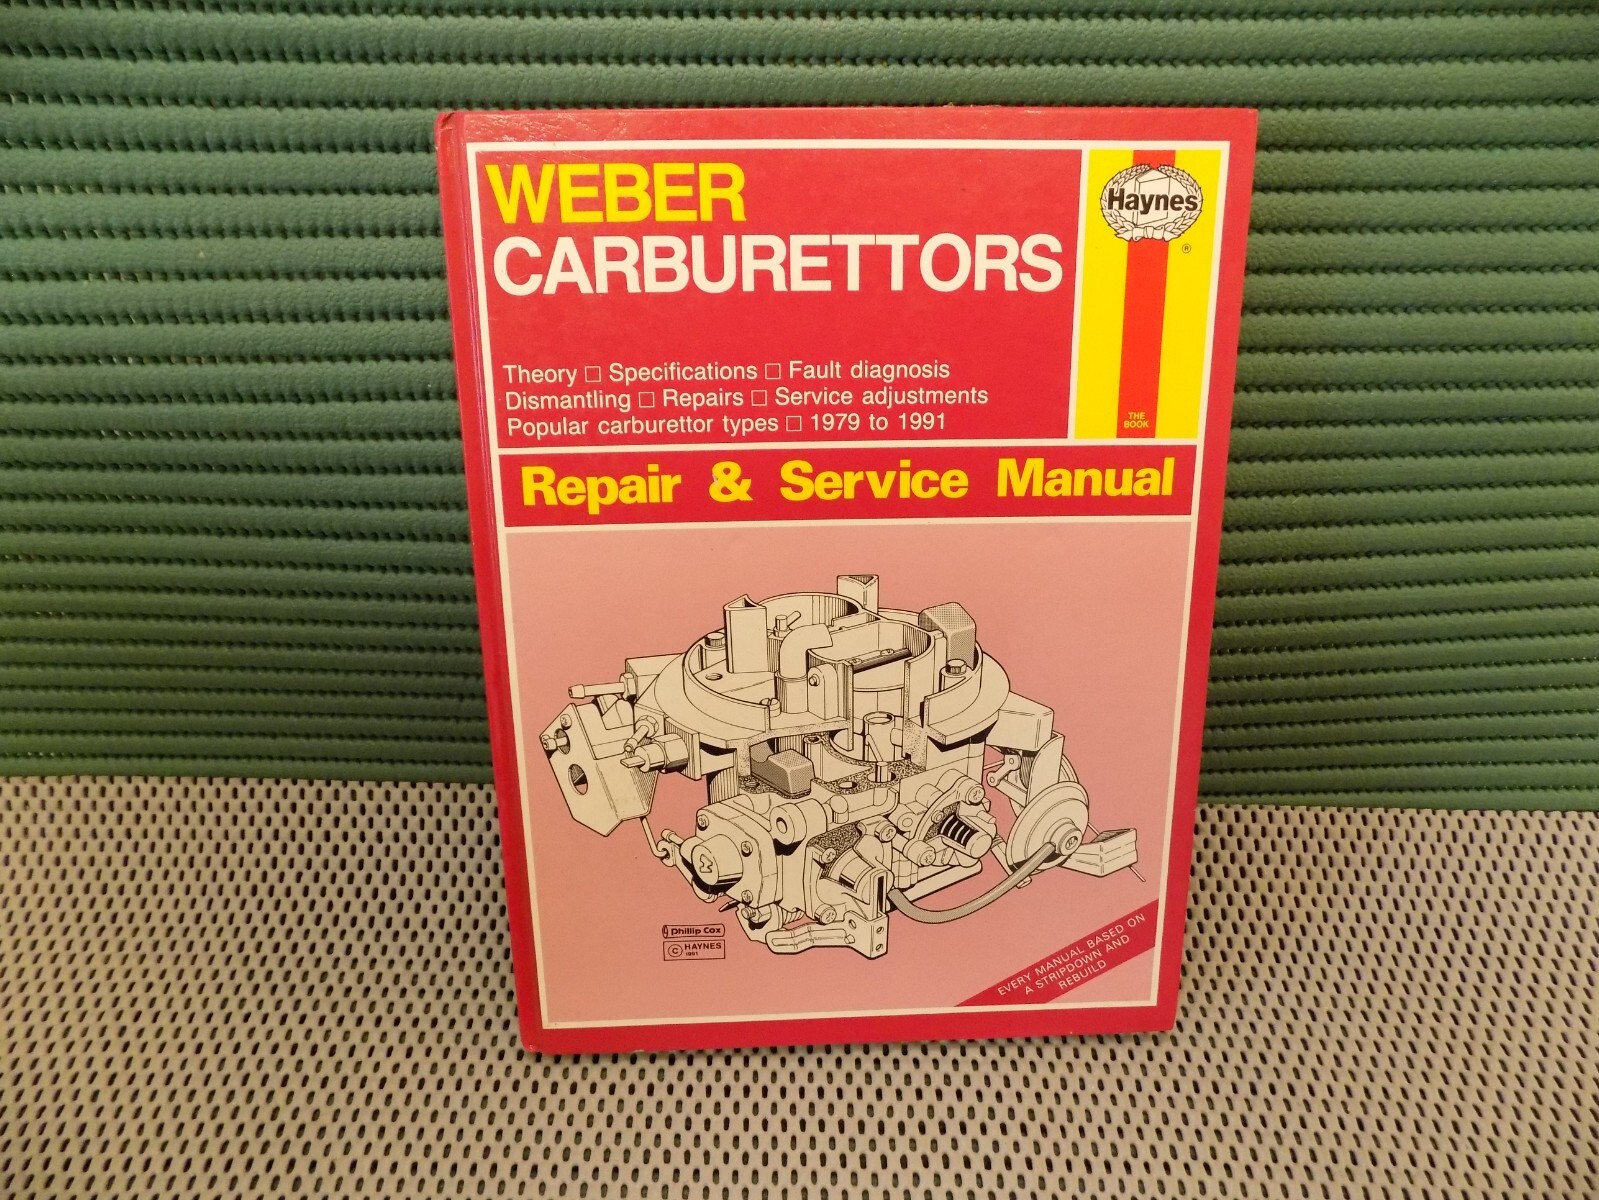 WEBER
CARBURETTORS
Haynes
®
Theory □ Specifications □ Fault diagnosis
Dismantling □ Repairs □ Service adjustments
Popular carburettor types □ 1979 to 1991
THE
BOOK
Repair & Service Manual
Phillip Cox
© HAYNES
1991
EVERY MANUAL BASED ON
A STRIPDOWN AND
REBUILD